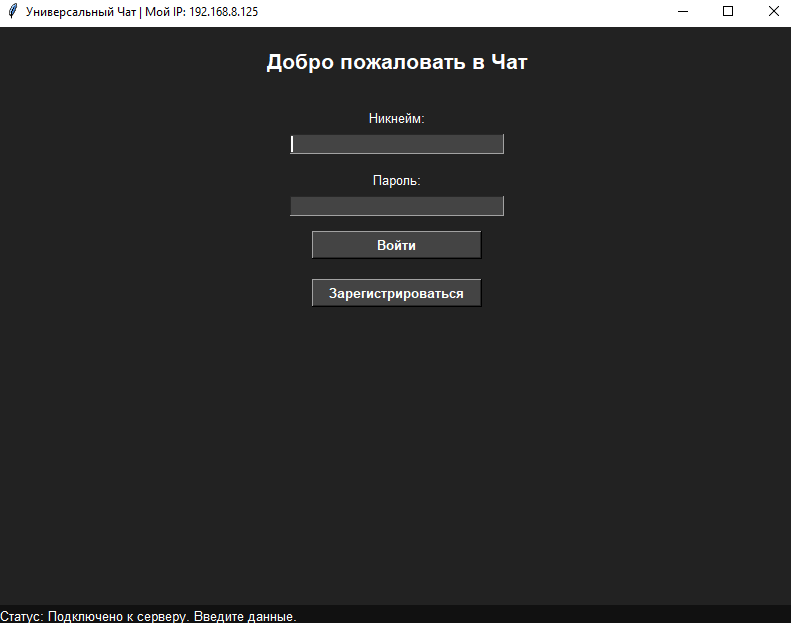 Универсальный Чат | Мой IP: 192.168.8.125
Добро пожаловать в Чат
Никнейм:
Пароль:
Войти
Зарегистрироваться
Статус: Подключено к серверу. Введите данные.